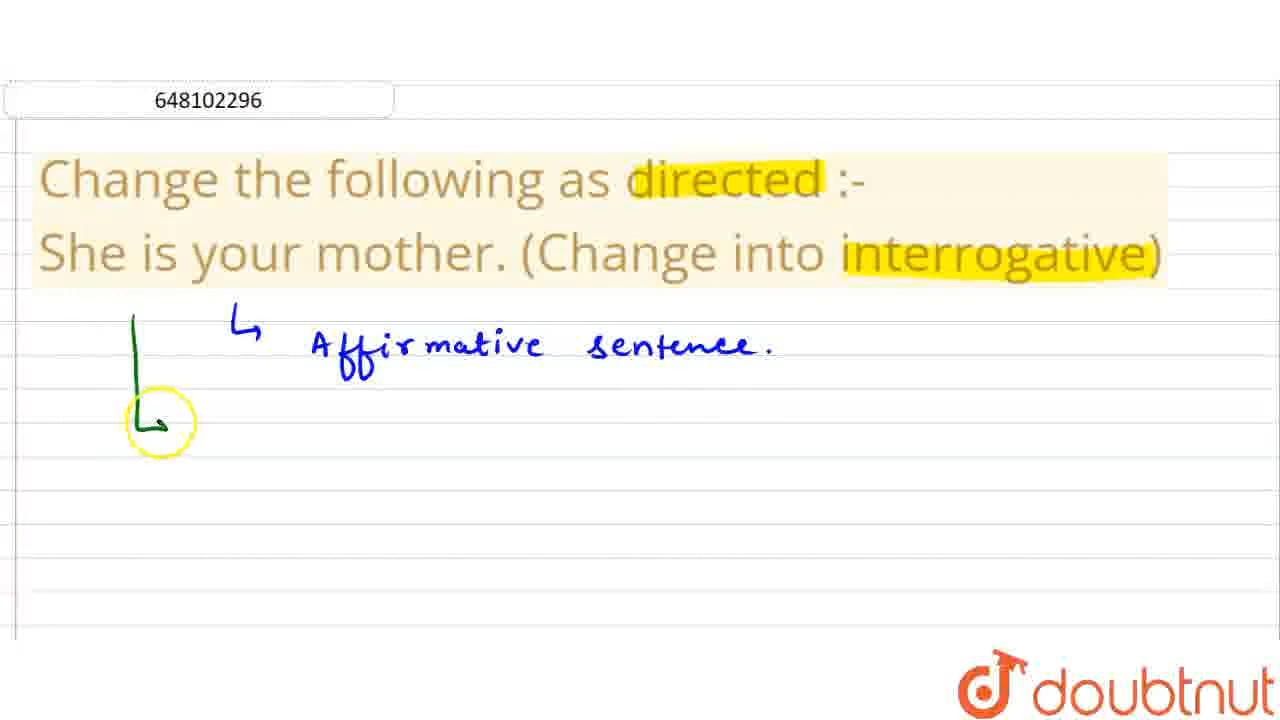 648102296
Change the following as directed :-
She is your mother. (Change into interrogative)
Affirmative sentence.
doubtnut